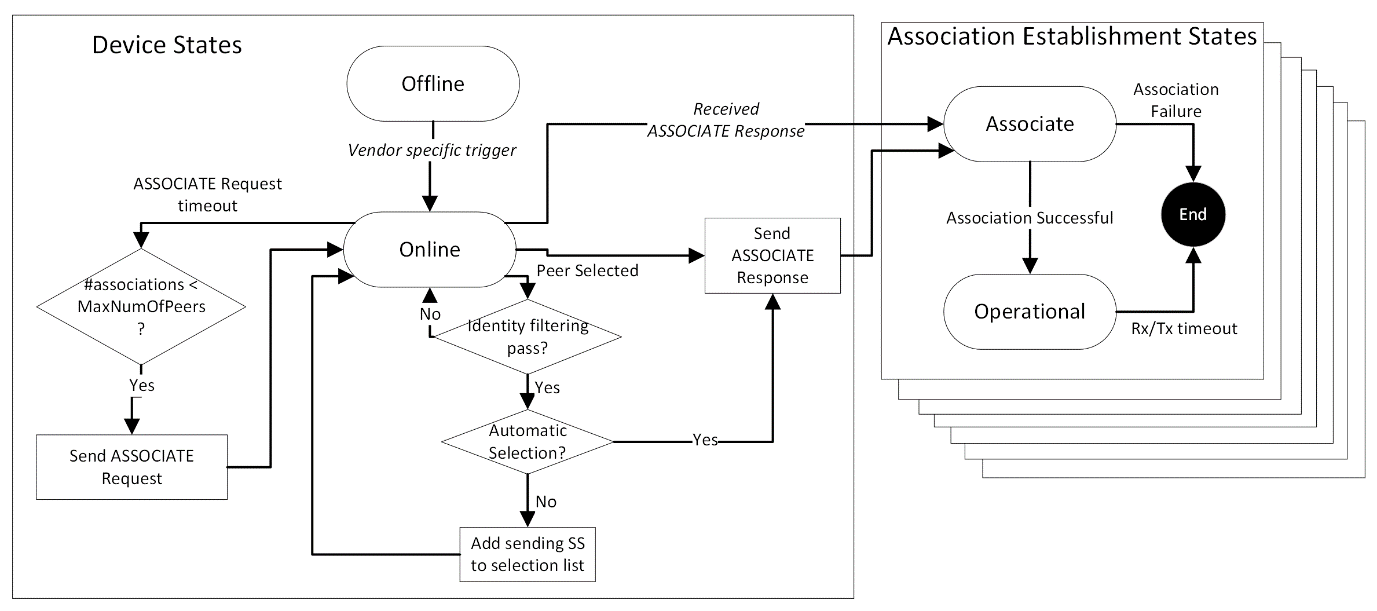 Device States
Association Establishment States
Offline
Vendor specific trigger
Received
ASSOCIATE Response
Association
Failure
Associate
ASSOCIATE Request
timeout
Online
Peer Selected
Send
ASSOCIATE
Response
Association Successful
End
#associations <
MaxNumOfPeers
?
No
Identity filtering
pass?
Operational
Rx/Tx timeout
Yes
Yes
Automatic
Selection?
Yes
Send ASSOCIATE
Request
No
Add sending SS
to selection list